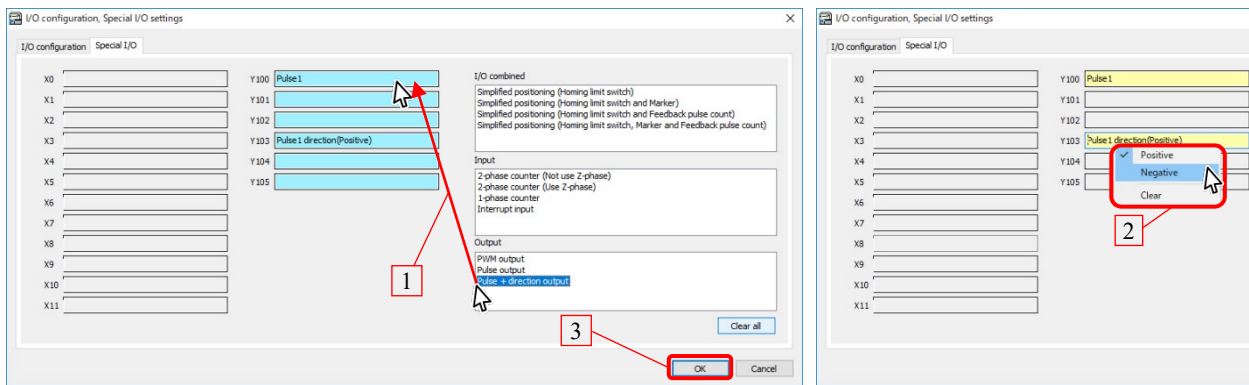 I/O configuration, Special I/O settings
I/O configuration Special I/O
X0
X1
X2
X3
X4
X5
X6
X7
X8
X9
X10
X11
Y100 Pulse1
Y101
Y102
Y103 Pulse1 direction(Positive)
Y104
Y105
I/O combined
Simplified positioning (Homing limit switch)
Simplified positioning (Homing limit switch and Marker)
Simplified positioning (Homing limit switch and Feedback pulse count)
Simplified positioning (Homing limit switch, Marker and Feedback pulse count)
Input
2-phase counter (Not use Z-phase)
2-phase counter (Use Z-phase)
1-phase counter
Interrupt input
Output
PWM output
Pulse output
Pulse + direction output
1
3
Clear all
OK Cancel
I/O configuration, Special I/O settings
I/O configuration Special I/O
X0
X1
X2
X3
X4
X5
X6
X7
X8
X9
X10
X11
Y100 Pulse1
Y101
Y102
Y103 Pulse1 direction(Positive)
Y104
Y105
Positive
Negative
Clear
2